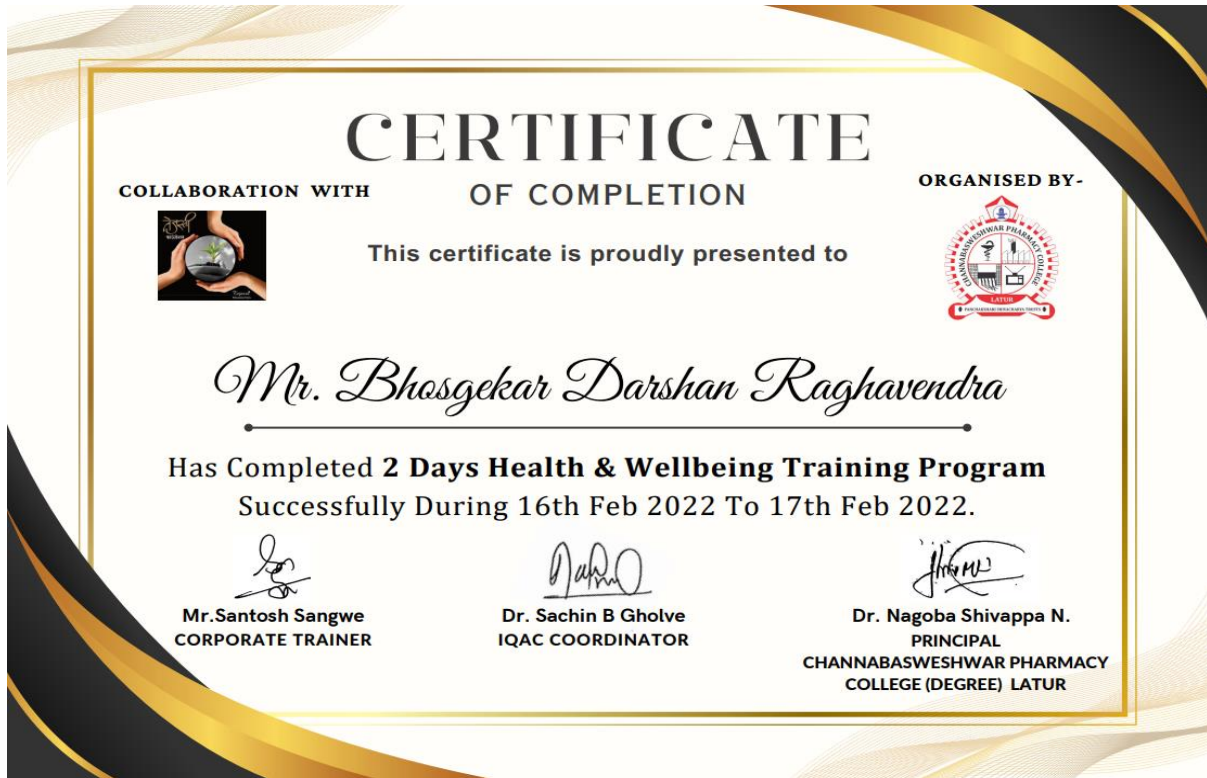 CERTIFICATE
OF COMPLETION
COLLABORATION WITH
ORGANISED BY-
CHANNABASWESHWAR PHARMACY COLLEGE
LATUR
This certificate is proudly presented to
Mr. Bhosgekar Darshan Raghavendra
Has Completed 2 Days Health & Wellbeing Training Program
Successfully During 16th Feb 2022 To 17th Feb 2022.
Mr.Santosh Sangwe
CORPORATE TRAINER
Dr. Sachin B Gholve
IQAC COORDINATOR
Dr. Nagoba Shivappa N.
PRINCIPAL
CHANNABASWESHWAR PHARMACY
COLLEGE (DEGREE) LATUR